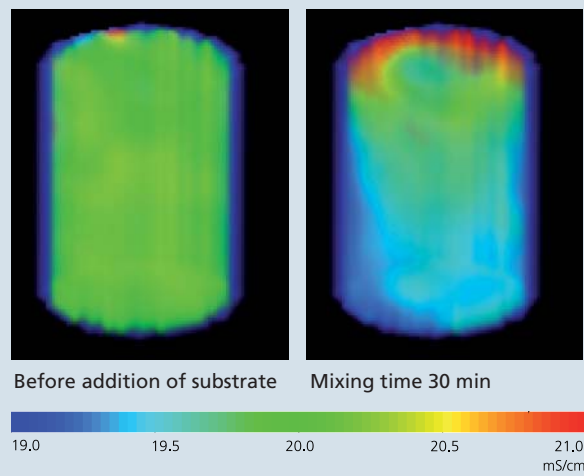 Before addition of substrate
Mixing time 30 min
19.0 19.5 20.0 20.5 21.0
mS/cm